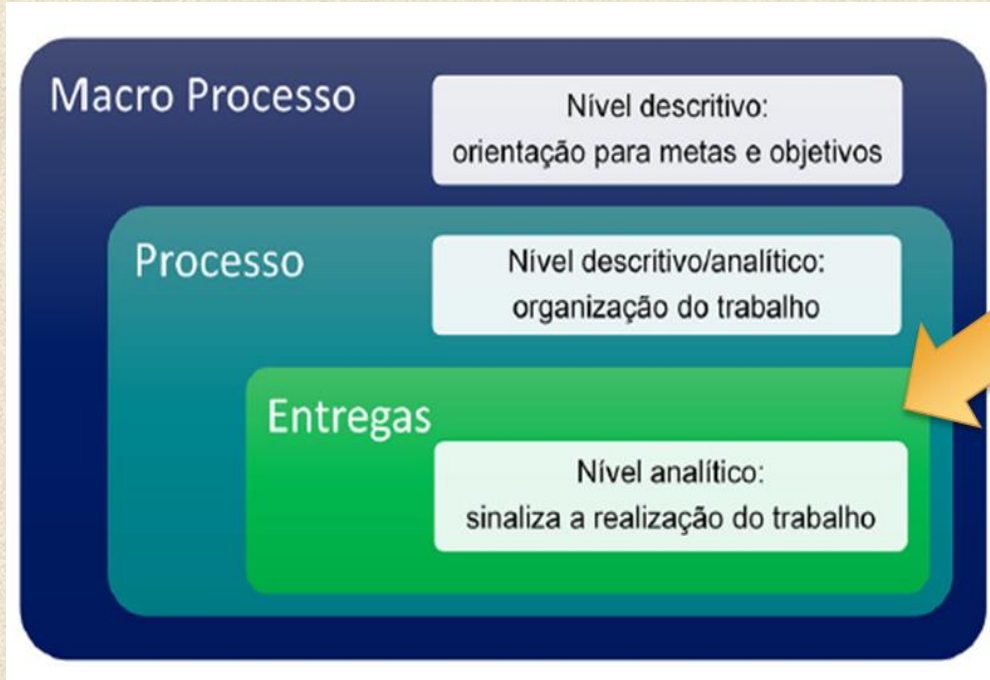 Macro Processo
Nível descritivo:
orientação para metas e objetivos
Processo
Nível descritivo/analítico:
organização do trabalho
Entregas
Nível analítico:
sinaliza a realização do trabalho